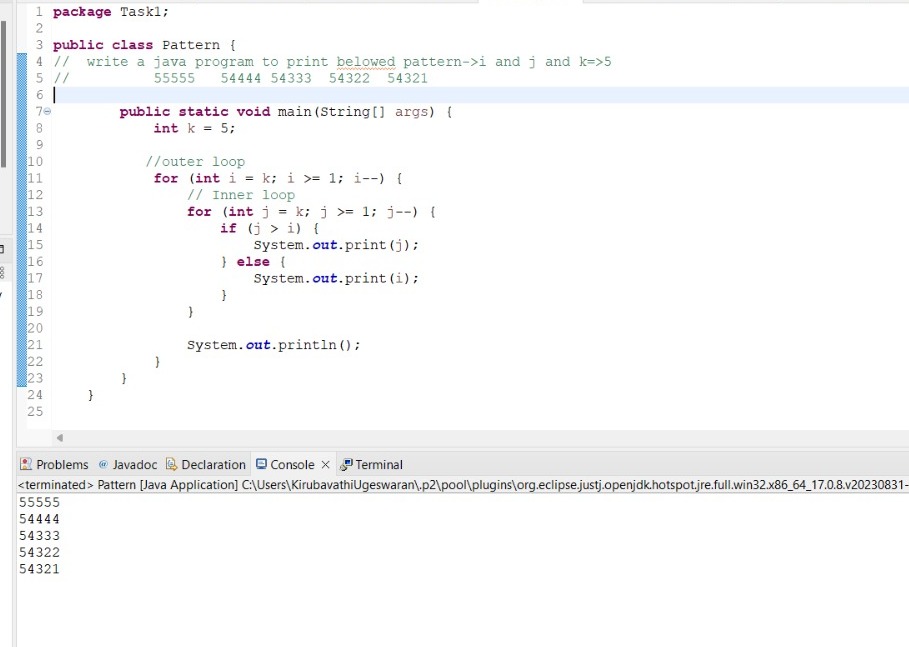 1 package Task1;
2
3 public class Pattern {
4 // write a java program to print belowed pattern->i and j and k=>5
5 // 55555 54444 54333 54322 54321
6
7 public static void main(String[] args) {
8 int k = 5;
9
10 //outer loop
11 for (int i = k; i >= 1; i--) {
12 // Inner loop
13 for (int j = k; j >= 1; j--) {
14 if (j > i) {
15 System.out.print(j);
16 } else {
17 System.out.print(i);
18 }
19 }
20
21 System.out.println();
22 }
23 }
24 }
25
Problems @ Javadoc Declaration Console × Terminal
<terminated> Pattern [Java Application] C:\Users\KirubavathiUgeswaran\.p2\pool\plugins\org.eclipse.justj.openjdk.hotspot.jre.full.win32.x86_64_17.0.8.v20230831-
55555
54444
54333
54322
54321